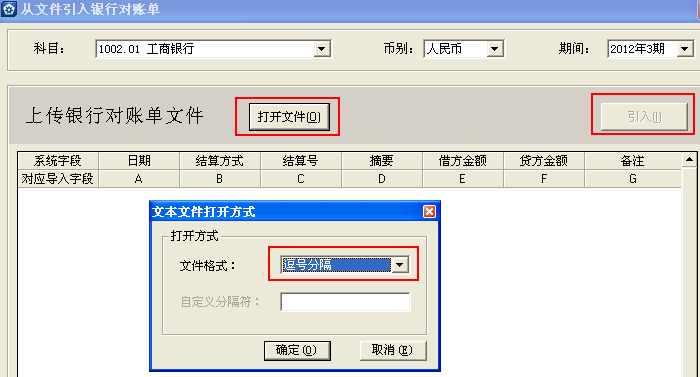 从文件引入银行对账单
科目： 1002.01 工商银行 币别： 人民币 期间： 2012年3期
上传银行对账单文件 打开文件(O) 引入(I)
系统字段 日期 结算方式 结算号 摘要 借方金额 贷方金额 备注
对应导入字段 A B C D E F G
文本文件打开方式
打开方式
文件格式： 逗号分隔
自定义分隔符：
确定(O) 取消(E)